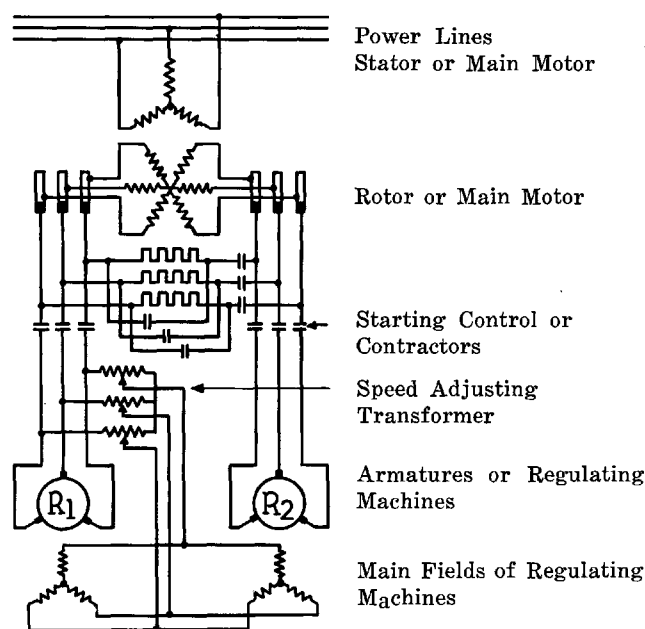 Power Lines
Stator or Main Motor
Rotor or Main Motor
Starting Control or
Contractors
Speed Adjusting
Transformer
Armatures or Regulating
Machines
R1
R2
Main Fields of Regulating
Machines